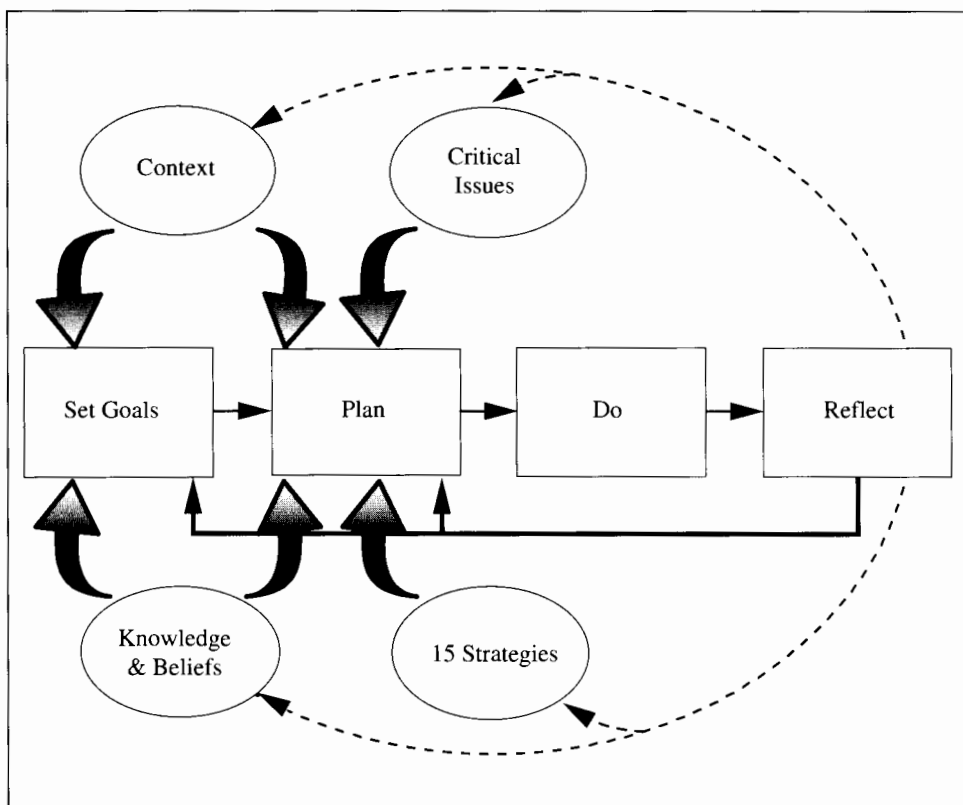 Context
Critical
Issues
Set Goals
Plan
Do
Reflect
Knowledge
& Beliefs
15 Strategies